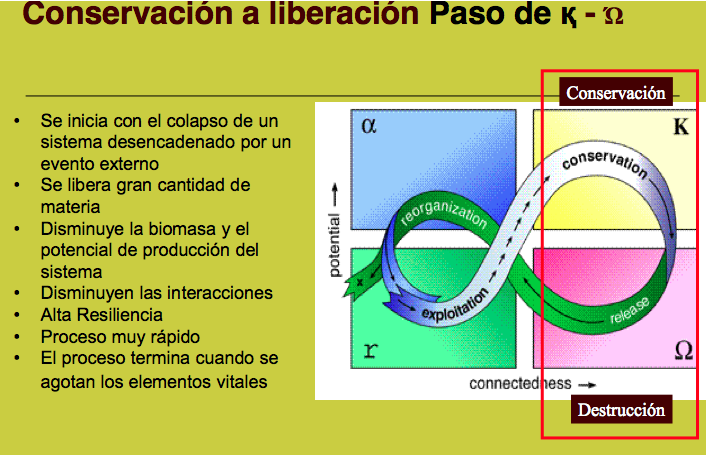 Conservación a liberación Paso de қ - Ώ
• Se inicia con el colapso de un
sistema desencadenado por un
evento externo
• Se libera gran cantidad de
materia
• Disminuye la biomasa y el
potencial de producción del
sistema
• Disminuyen las interacciones
• Alta Resiliencia
• Proceso muy rápido
• El proceso termina cuando se
agotan los elementos vitales
Conservación
α
K
conservation
reorganization
potential →
x
exploitation
release
r
Ω
connectedness →
Destrucción